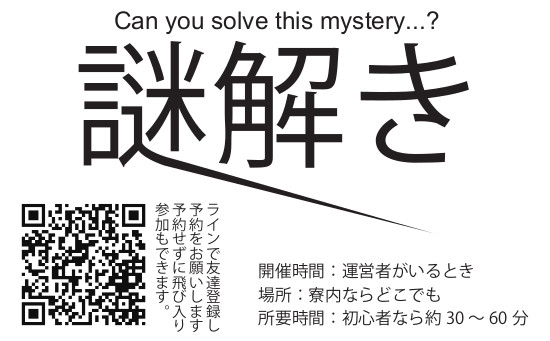 Can you solve this mystery...?
謎解き
ラインで友達登録し
予約をお願いします
予約せずに飛び入り
参加もできます。
開催時間：運営者がいるとき
場所：寮内ならどこでも
所要時間：初心者なら約 30 ～ 60 分